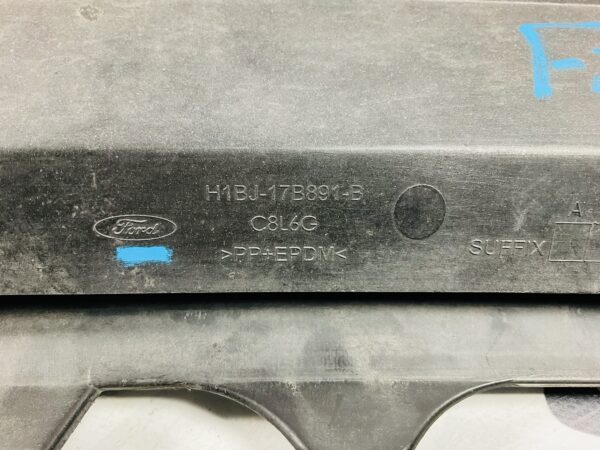 H1BJ-17B891-B
Ford
C8L6G
>PP+EPDM<
A
SUFFIX